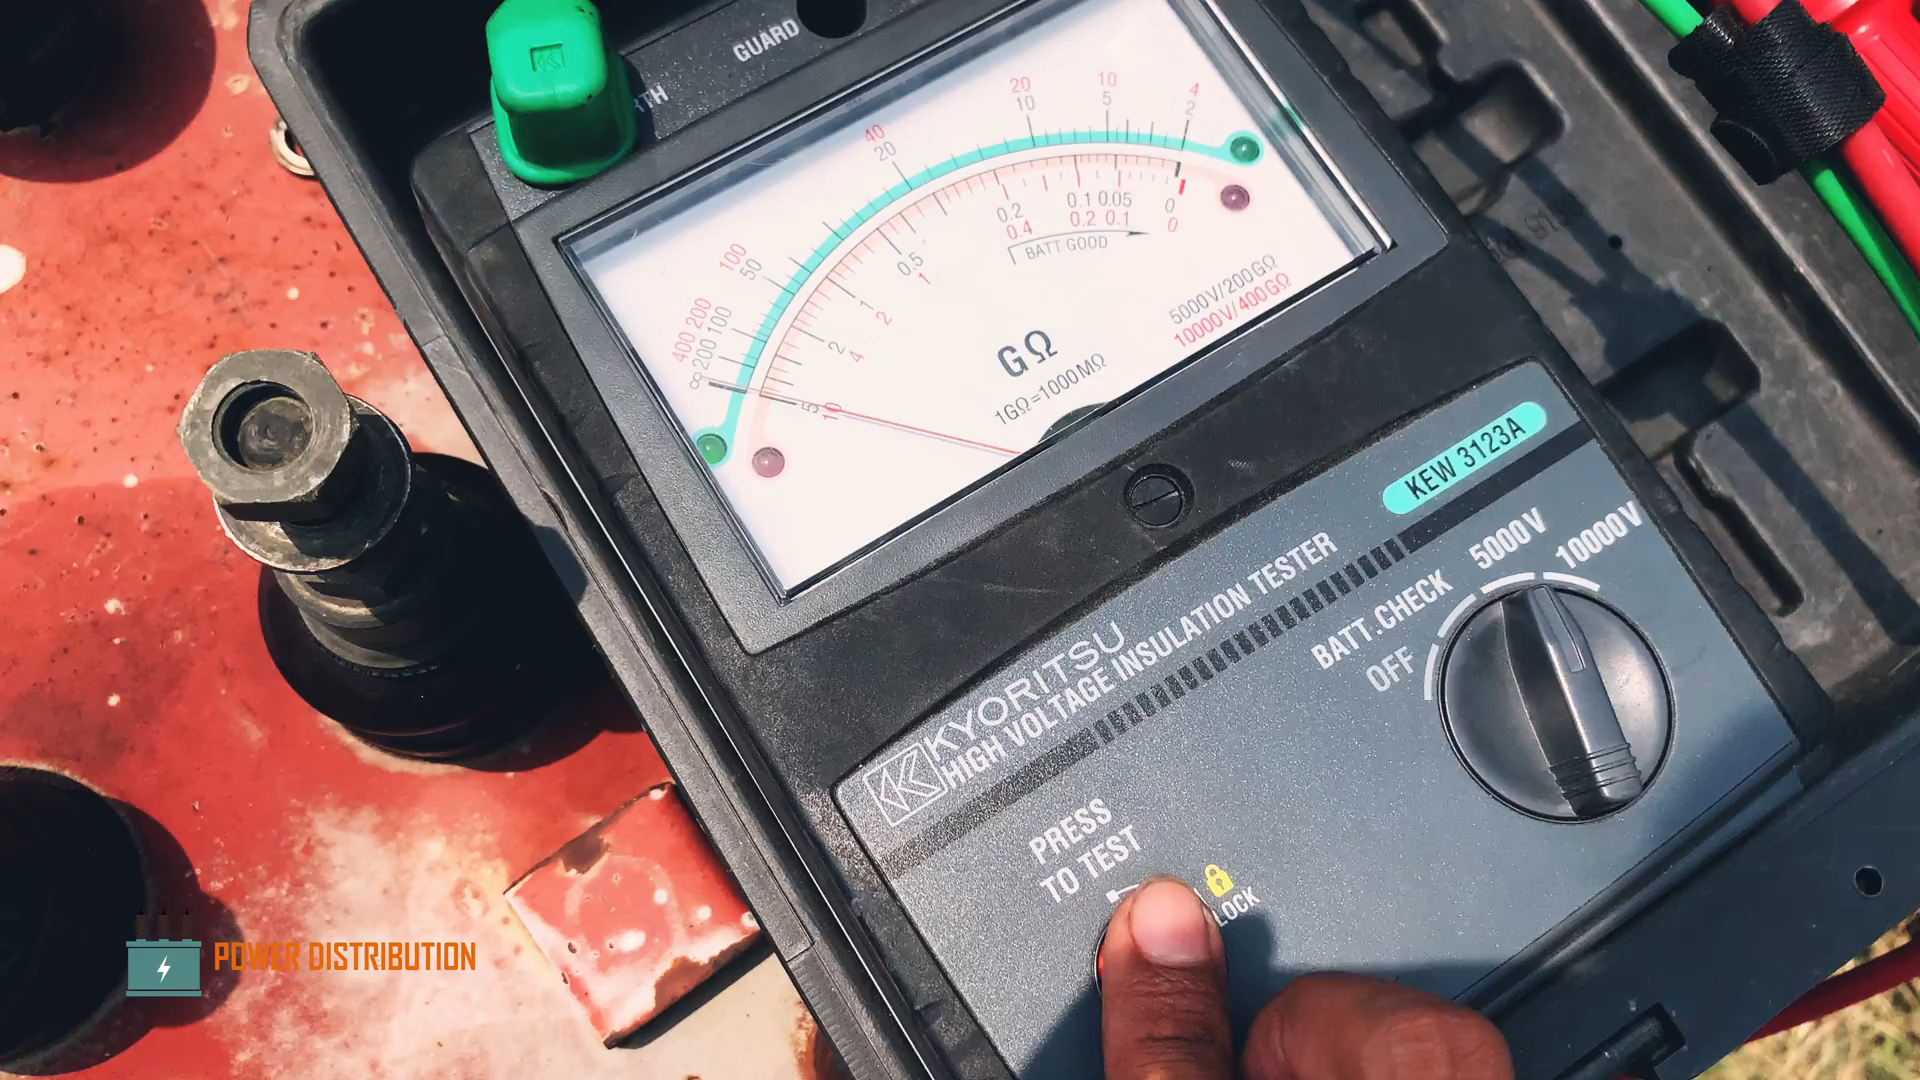 GUARD
RTH
20 10 4
10 5 2
40
20
100
50
400 200
∞ 200 100
0.2 0.1 0.05 0
0.4 0.2 0.1 0
BATT GOOD
0.5
1
1
2
2
4
5
10
GΩ
1GΩ=1000MΩ
5000V/200GΩ
10000V/400GΩ
KEW 3123A
KYORITSU
HIGH VOLTAGE INSULATION TESTER
OFF
BATT.CHECK
5000V
10000V
PRESS
TO TEST
LOCK
POWER DISTRIBUTION